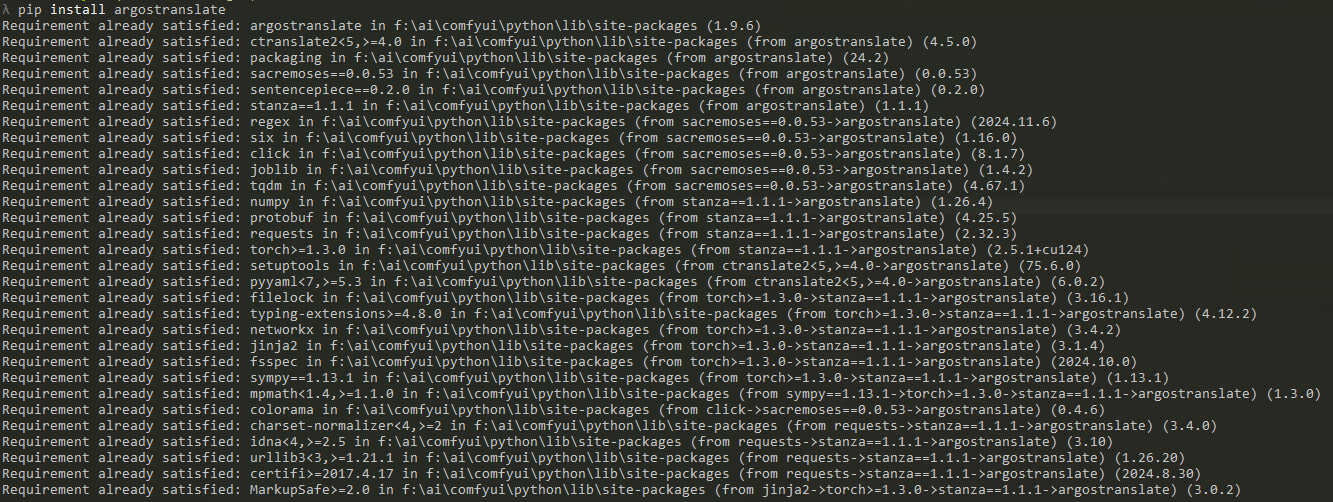 λ pip install argostranslate
Requirement already satisfied: argostranslate in f:\ai\comfyui\python\lib\site-packages (1.9.6)
Requirement already satisfied: ctranslate2<5,>=4.0 in f:\ai\comfyui\python\lib\site-packages (from argostranslate) (4.5.0)
Requirement already satisfied: packaging in f:\ai\comfyui\python\lib\site-packages (from argostranslate) (24.2)
Requirement already satisfied: sacremoses==0.0.53 in f:\ai\comfyui\python\lib\site-packages (from argostranslate) (0.0.53)
Requirement already satisfied: sentencepiece==0.2.0 in f:\ai\comfyui\python\lib\site-packages (from argostranslate) (0.2.0)
Requirement already satisfied: stanza==1.1.1 in f:\ai\comfyui\python\lib\site-packages (from argostranslate) (1.1.1)
Requirement already satisfied: regex in f:\ai\comfyui\python\lib\site-packages (from sacremoses==0.0.53->argostranslate) (2024.11.6)
Requirement already satisfied: six in f:\ai\comfyui\python\lib\site-packages (from sacremoses==0.0.53->argostranslate) (1.16.0)
Requirement already satisfied: click in f:\ai\comfyui\python\lib\site-packages (from sacremoses==0.0.53->argostranslate) (8.1.7)
Requirement already satisfied: joblib in f:\ai\comfyui\python\lib\site-packages (from sacremoses==0.0.53->argostranslate) (1.4.2)
Requirement already satisfied: tqdm in f:\ai\comfyui\python\lib\site-packages (from sacremoses==0.0.53->argostranslate) (4.67.1)
Requirement already satisfied: numpy in f:\ai\comfyui\python\lib\site-packages (from stanza==1.1.1->argostranslate) (1.26.4)
Requirement already satisfied: protobuf in f:\ai\comfyui\python\lib\site-packages (from stanza==1.1.1->argostranslate) (4.25.5)
Requirement already satisfied: requests in f:\ai\comfyui\python\lib\site-packages (from stanza==1.1.1->argostranslate) (2.32.3)
Requirement already satisfied: torch>=1.3.0 in f:\ai\comfyui\python\lib\site-packages (from stanza==1.1.1->argostranslate) (2.5.1+cu124)
Requirement already satisfied: setuptools in f:\ai\comfyui\python\lib\site-packages (from ctranslate2<5,>=4.0->argostranslate) (75.6.0)
Requirement already satisfied: pyyaml<7,>=5.3 in f:\ai\comfyui\python\lib\site-packages (from ctranslate2<5,>=4.0->argostranslate) (6.0.2)
Requirement already satisfied: filelock in f:\ai\comfyui\python\lib\site-packages (from torch>=1.3.0->stanza==1.1.1->argostranslate) (3.16.1)
Requirement already satisfied: typing-extensions>=4.8.0 in f:\ai\comfyui\python\lib\site-packages (from torch>=1.3.0->stanza==1.1.1->argostranslate) (4.12.2)
Requirement already satisfied: networkx in f:\ai\comfyui\python\lib\site-packages (from torch>=1.3.0->stanza==1.1.1->argostranslate) (3.4.2)
Requirement already satisfied: jinja2 in f:\ai\comfyui\python\lib\site-packages (from torch>=1.3.0->stanza==1.1.1->argostranslate) (3.1.4)
Requirement already satisfied: fsspec in f:\ai\comfyui\python\lib\site-packages (from torch>=1.3.0->stanza==1.1.1->argostranslate) (2024.10.0)
Requirement already satisfied: sympy==1.13.1 in f:\ai\comfyui\python\lib\site-packages (from torch>=1.3.0->stanza==1.1.1->argostranslate) (1.13.1)
Requirement already satisfied: mpmath<1.4,>=1.1.0 in f:\ai\comfyui\python\lib\site-packages (from sympy==1.13.1->torch>=1.3.0->stanza==1.1.1->argostranslate) (1.3.0)
Requirement already satisfied: colorama in f:\ai\comfyui\python\lib\site-packages (from click->sacremoses==0.0.53->argostranslate) (0.4.6)
Requirement already satisfied: charset-normalizer<4,>=2 in f:\ai\comfyui\python\lib\site-packages (from requests->stanza==1.1.1->argostranslate) (3.4.0)
Requirement already satisfied: idna<4,>=2.5 in f:\ai\comfyui\python\lib\site-packages (from requests->stanza==1.1.1->argostranslate) (3.10)
Requirement already satisfied: urllib3<3,>=1.21.1 in f:\ai\comfyui\python\lib\site-packages (from requests->stanza==1.1.1->argostranslate) (1.26.20)
Requirement already satisfied: certifi>=2017.4.17 in f:\ai\comfyui\python\lib\site-packages (from requests->stanza==1.1.1->argostranslate) (2024.8.30)
Requirement already satisfied: MarkupSafe>=2.0 in f:\ai\comfyui\python\lib\site-packages (from jinja2->torch>=1.3.0->stanza==1.1.1->argostranslate) (3.0.2)